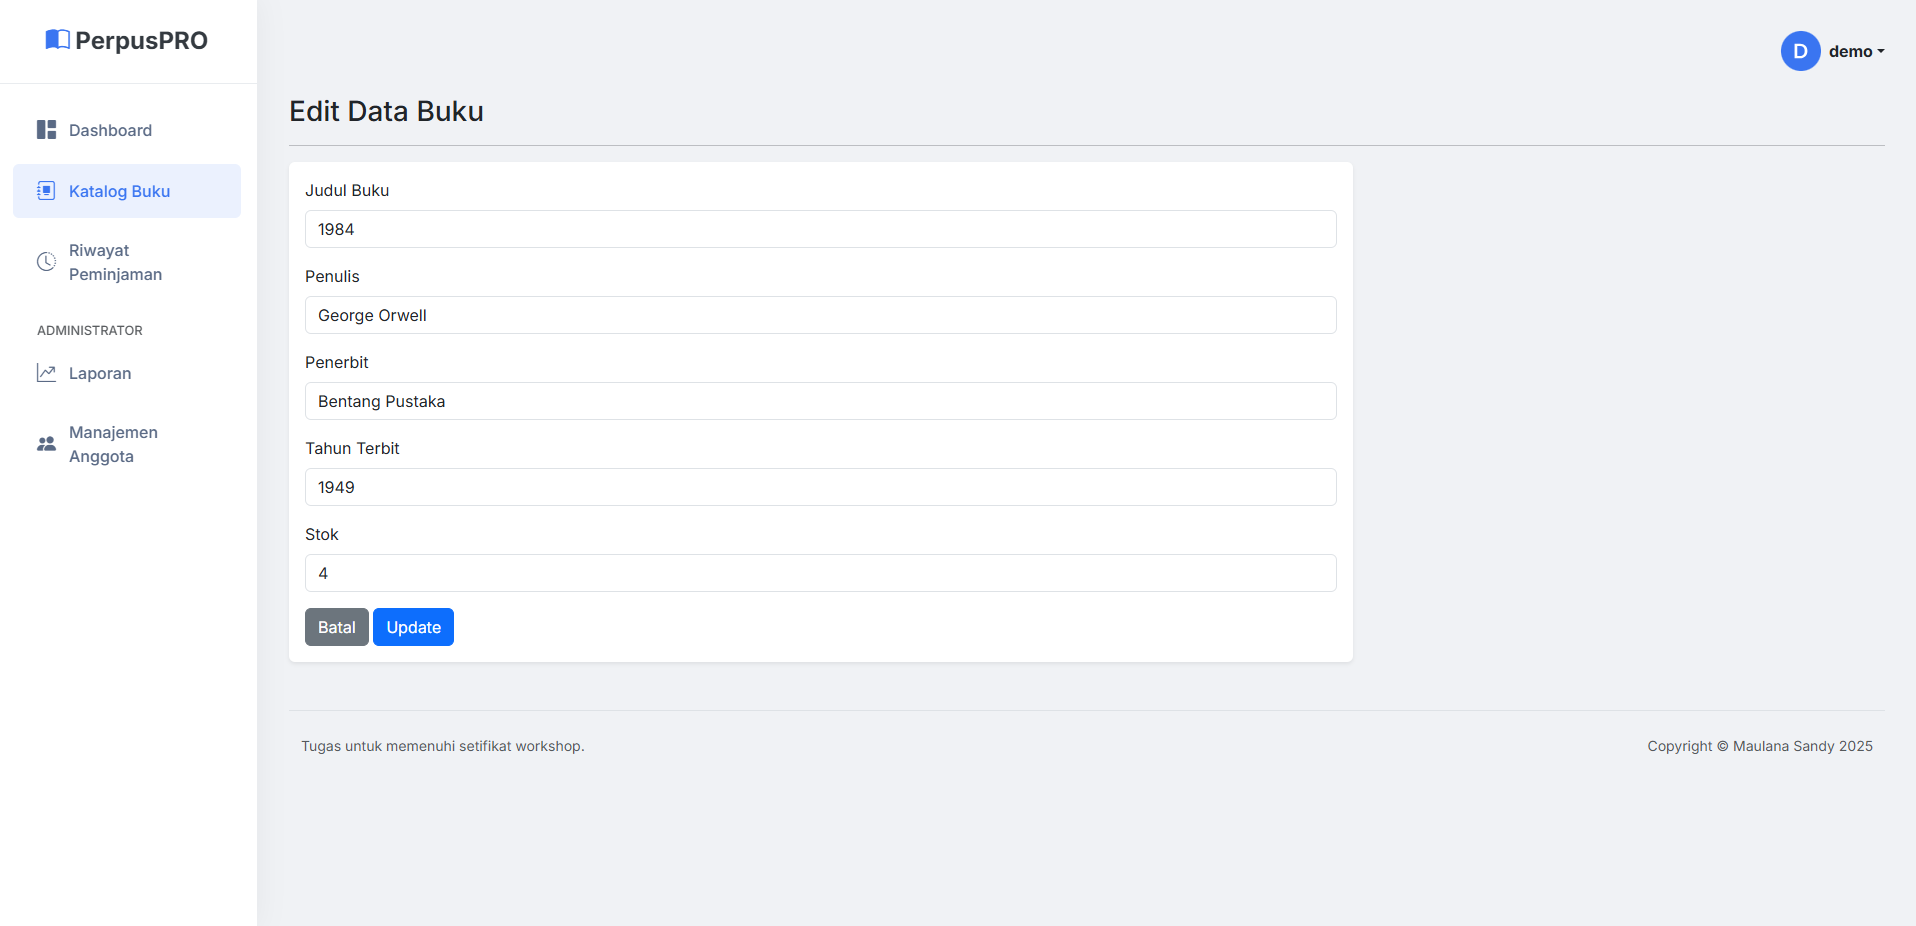 PerpusPRO
D demo
Dashboard
Katalog Buku
Riwayat
Peminjaman
ADMINISTRATOR
Laporan
Manajemen
Anggota
Edit Data Buku
Judul Buku
1984
Penulis
George Orwell
Penerbit
Bentang Pustaka
Tahun Terbit
1949
Stok
4
Batal Update
Tugas untuk memenuhi setifikat workshop.
Copyright © Maulana Sandy 2025